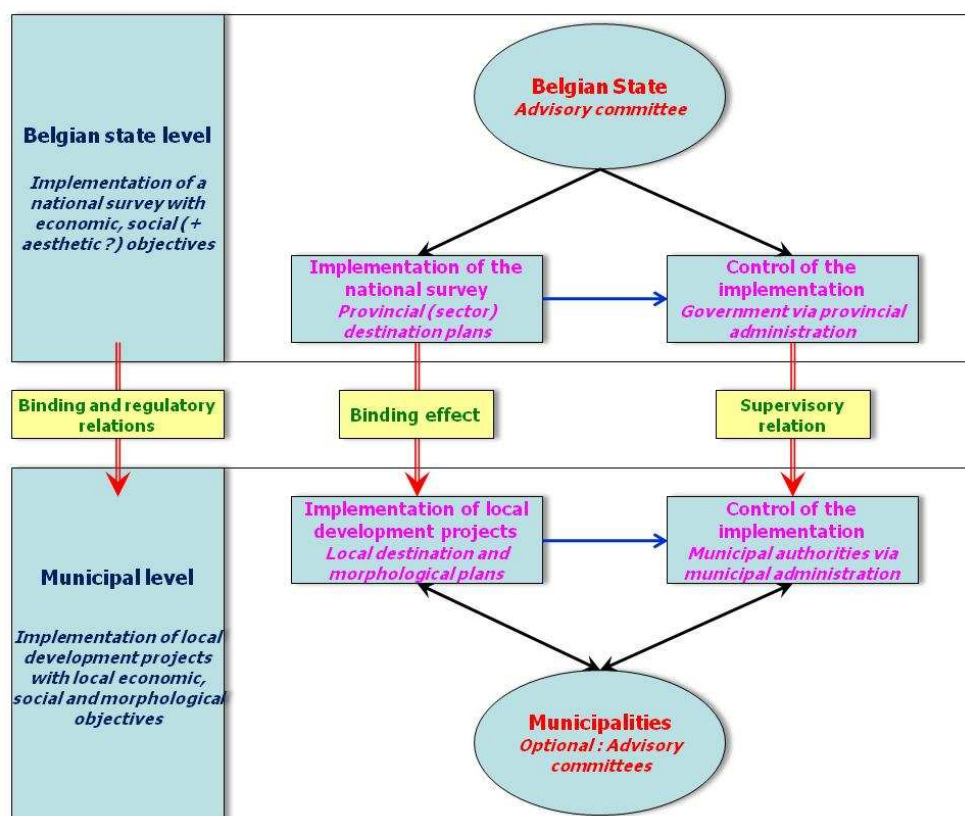 Belgian state level
Implementation of a
national survey with
economic, social (+
aesthetic ?) objectives
Belgian State
Advisory committee
Implementation of the
national survey
Provincial (sector)
destination plans
Control of the
implementation
Government via provincial
administration
Binding and regulatory
relations
Binding effect
Supervisory
relation
Municipal level
Implementation of local
development projects
with local economic,
social and morphological
objectives
Implementation of local
development projects
Local destination and
morphological plans
Control of the
implementation
Municipal authorities via
municipal administration
Municipalities
Optional : Advisory
committees